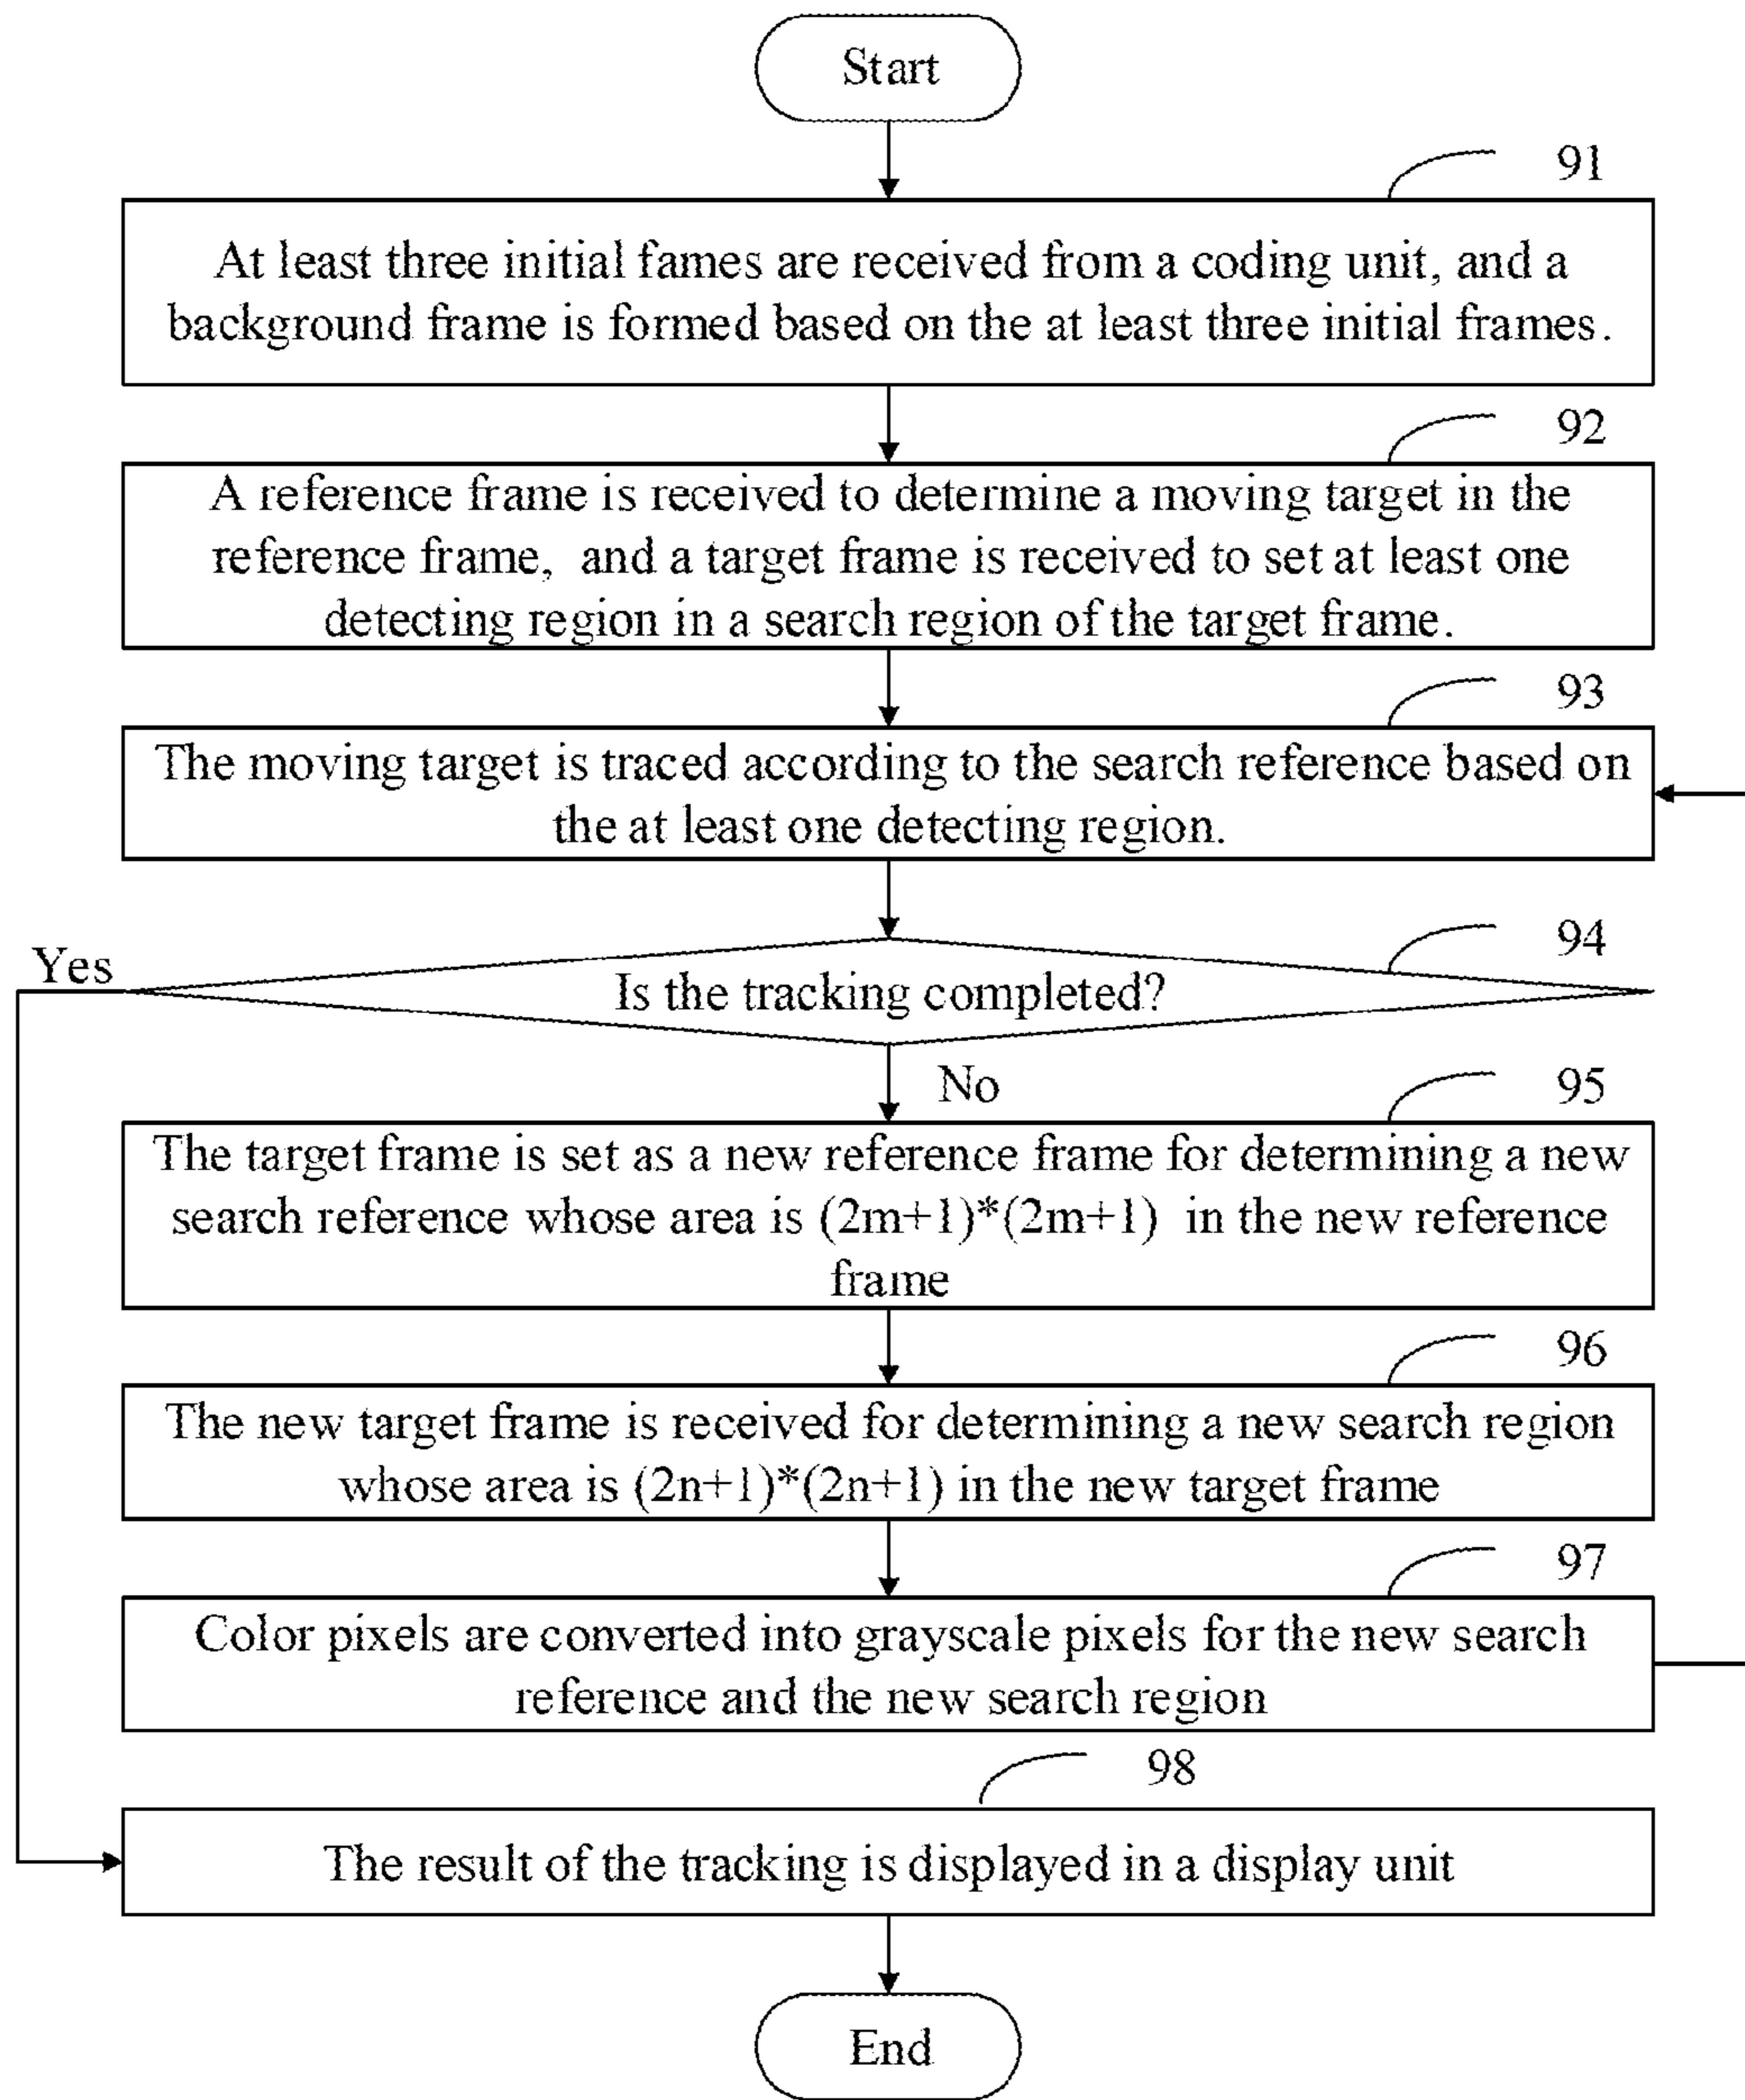 Start
91
At least three initial fames are received from a coding unit, and a
background frame is formed based on the at least three initial frames.
92
A reference frame is received to determine a moving target in the
reference frame, and a target frame is received to set at least one
detecting region in a search region of the target frame.
93
The moving target is traced according to the search reference based on
the at least one detecting region.
94
Yes
Is the tracking completed?
No
95
The target frame is set as a new reference frame for determining a new
search reference whose area is (2m+1)*(2m+1) in the new reference
frame
96
The new target frame is received for determining a new search region
whose area is (2n+1)*(2n+1) in the new target frame
97
Color pixels are converted into grayscale pixels for the new search
reference and the new search region
98
The result of the tracking is displayed in a display unit
End